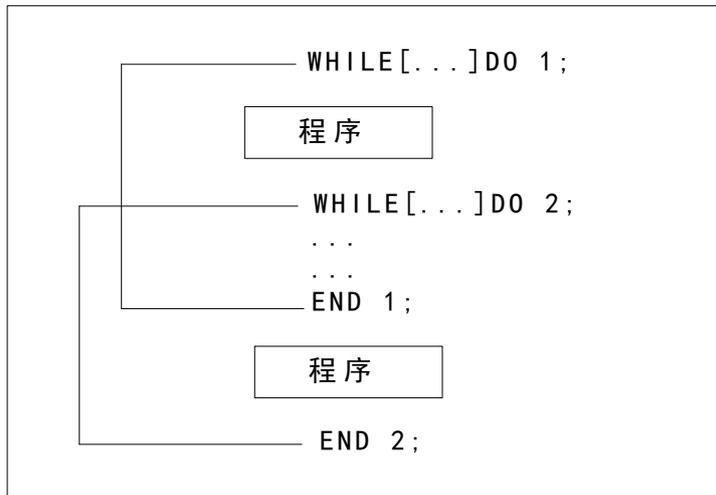 WHILE[...]DO 1;
程序
WHILE[...]DO 2;
...
...
END 1;
程序
END 2;